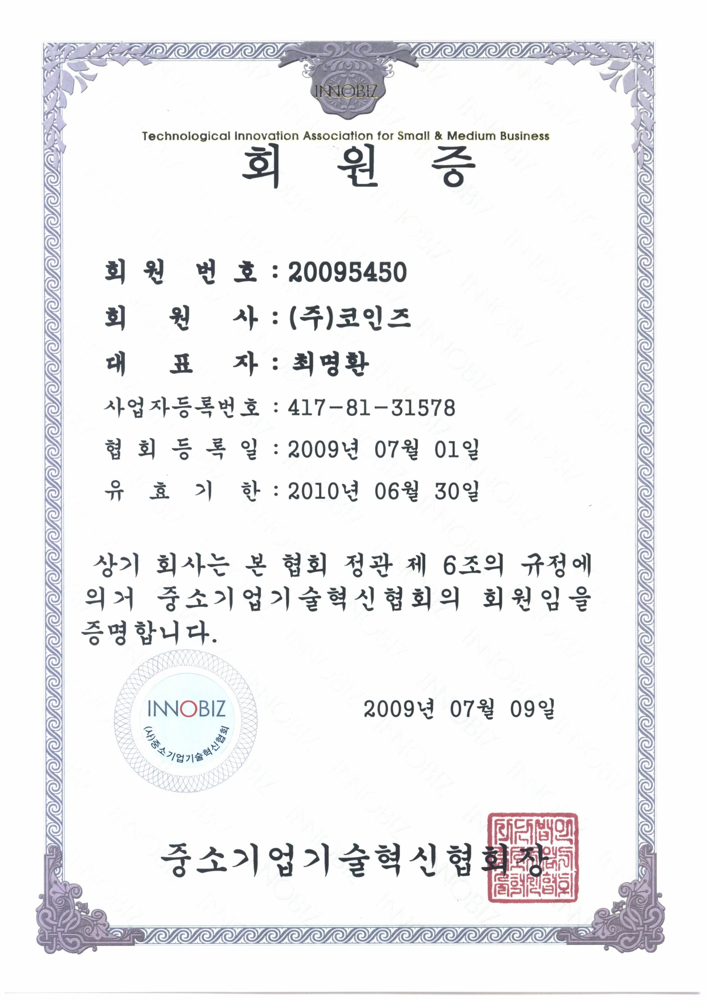 INNOBIZ
Technological Innovation Association for Small & Medium Business
회 원 증
회 원 번 호 : 20095450
회 원 사 : (주)코인즈
대 표 자 : 최명환
사업자등록번호 : 417-81-31578
협 회 등 록 일 : 2009년 07월 01일
유 효 기 한 : 2010년 06월 30일
상기 회사는 본 협회 정관 제 6조의 규정에
의거 중소기업기술혁신협회의 회원임을
증명합니다.
INNOBIZ
(사)중소기업기술혁신협회
2009년 07월 09일
중소기업기술혁신협회장